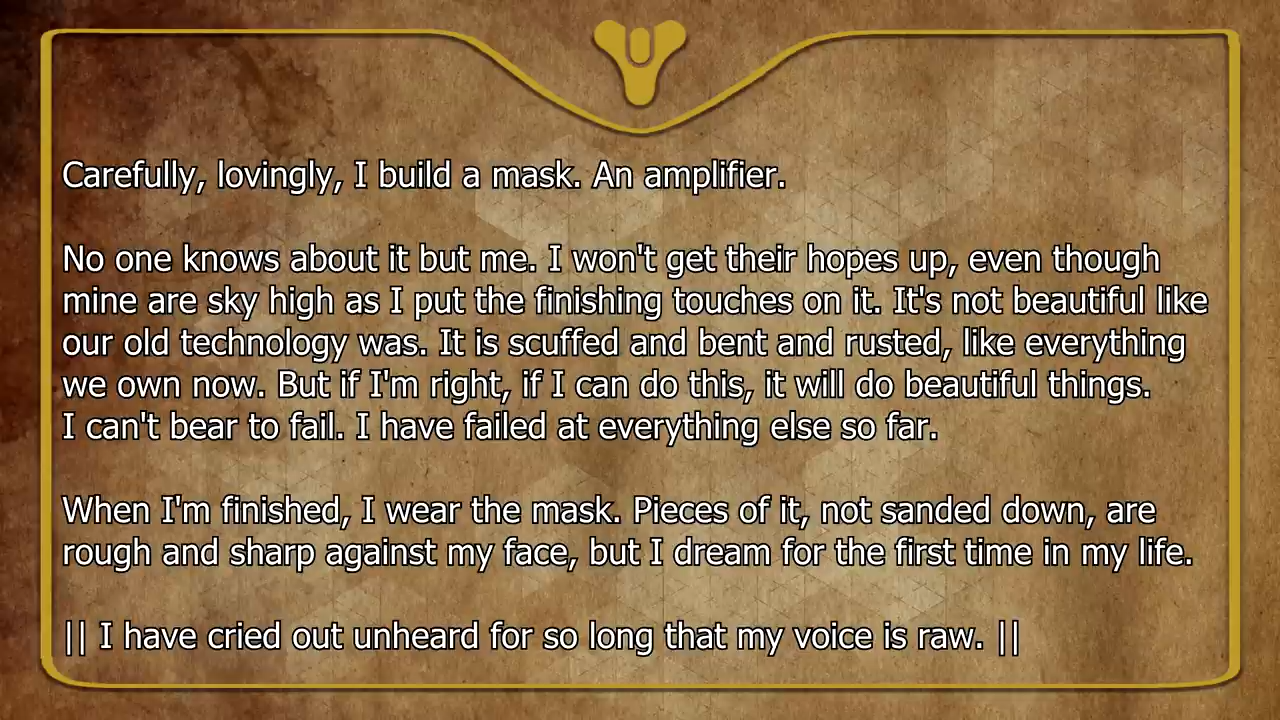 Carefully, lovingly, I build a mask. An amplifier.
No one knows about it but me. I won't get their hopes up, even though
mine are sky high as I put the finishing touches on it. It's not beautiful like
our old technology was. It is scuffed and bent and rusted, like everything
we own now. But if I'm right, if I can do this, it will do beautiful things.
I can't bear to fail. I have failed at everything else so far.
When I'm finished, I wear the mask. Pieces of it, not sanded down, are
rough and sharp against my face, but I dream for the first time in my life.
|| I have cried out unheard for so long that my voice is raw. ||